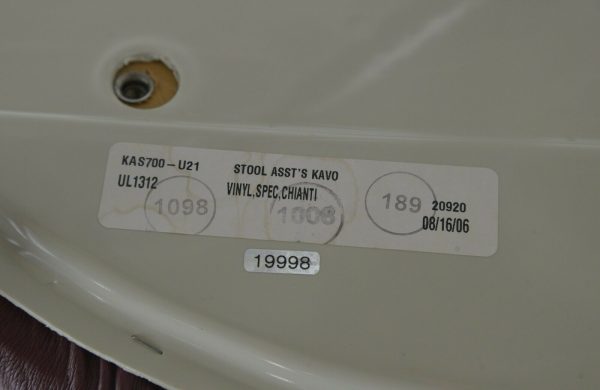 KAS700-U21 STOOL ASST'S KAVO
UL1312 VINYL,SPEC,CHIANTI
1098 1008 189 20920
08/16/06
19998